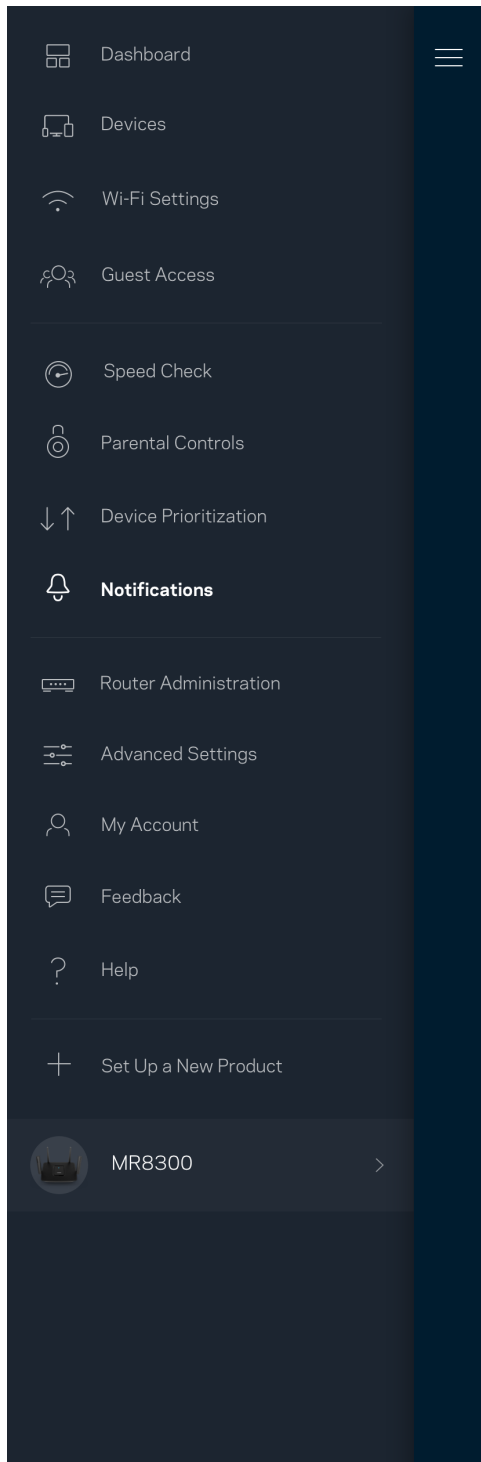 Dashboard
Devices
Wi-Fi Settings
Guest Access
Speed Check
Parental Controls
Device Prioritization
Notifications
Router Administration
Advanced Settings
My Account
Feedback
Help
Set Up a New Product
MR8300